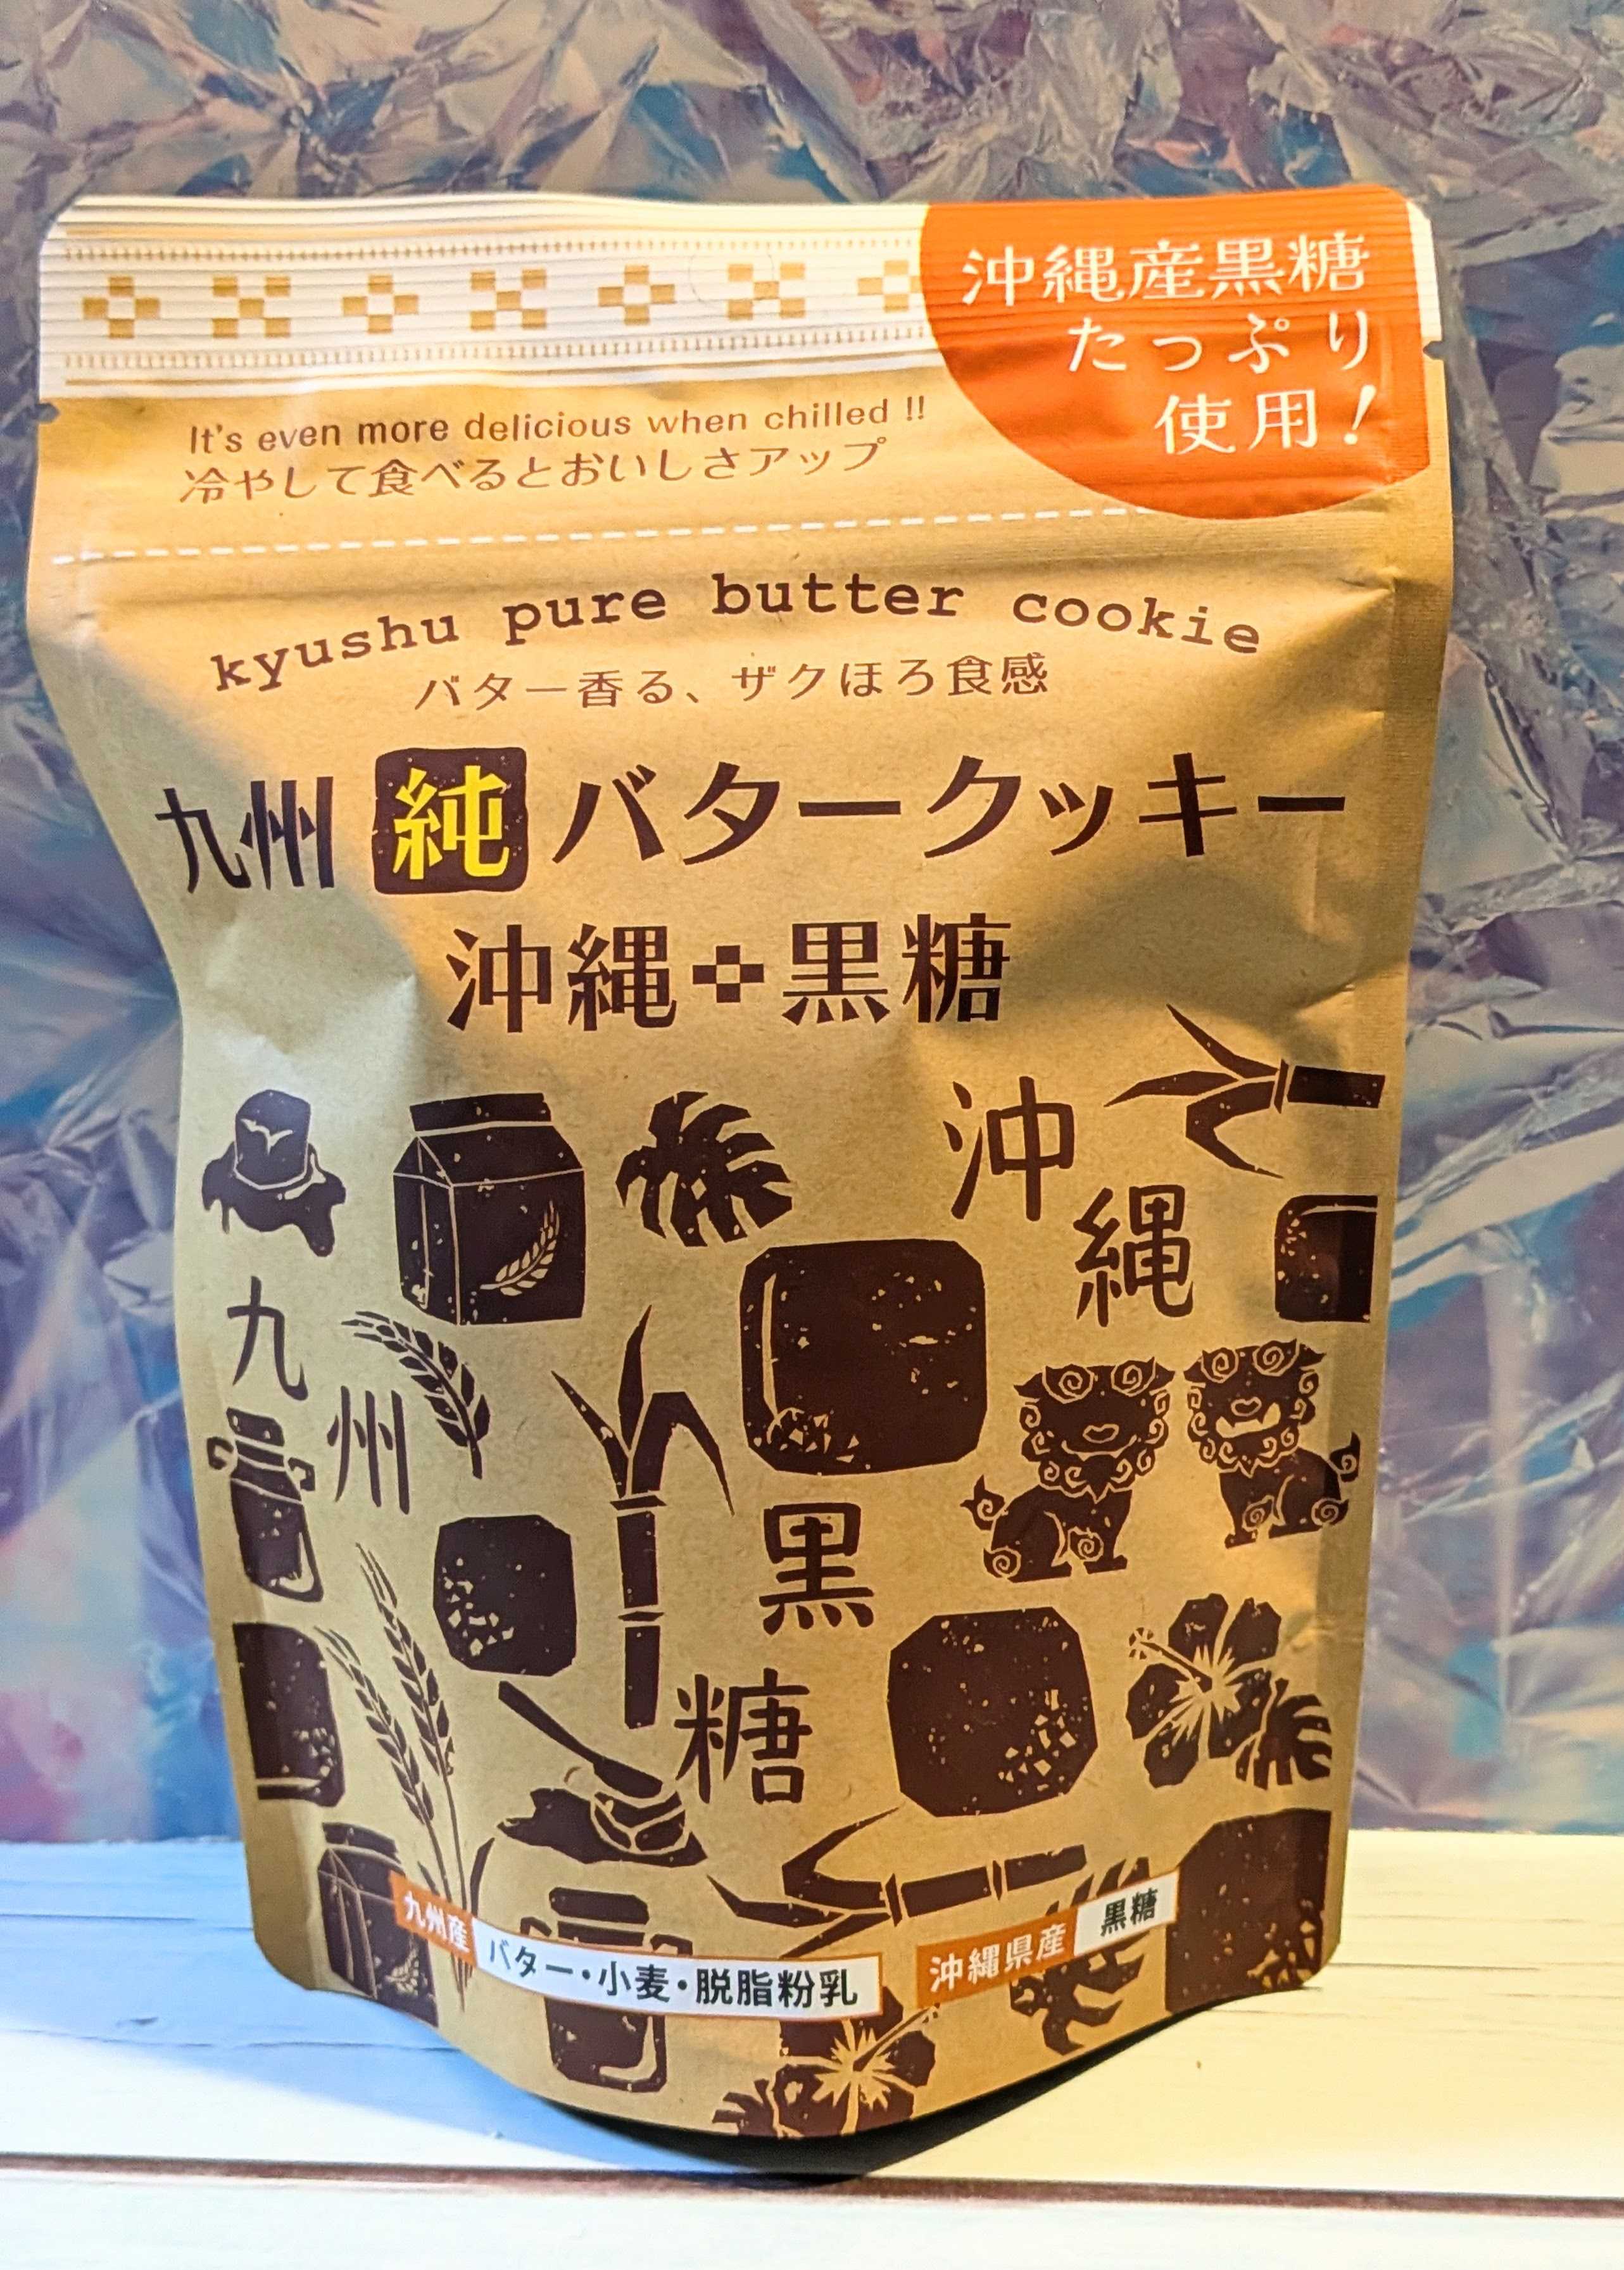 沖縄産黒糖
たっぷり
使用!
It's even more delicious when chilled !!
冷やして食べるとおいしさアップ
kyushu pure butter cookie
バター香る、ザクほろ食感
九州 純 バタークッキー
沖縄 黒糖
沖
縄
九
州
黒
糖
九州産 バター・小麦・脱脂粉乳
沖縄県産 黒糖